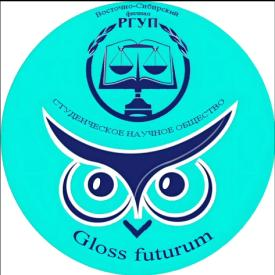 Восточно-Сибирский
филиал
РГУП
СТУДЕНЧЕСКОЕ НАУЧНОЕ ОБЩЕСТВО
Gloss futurum